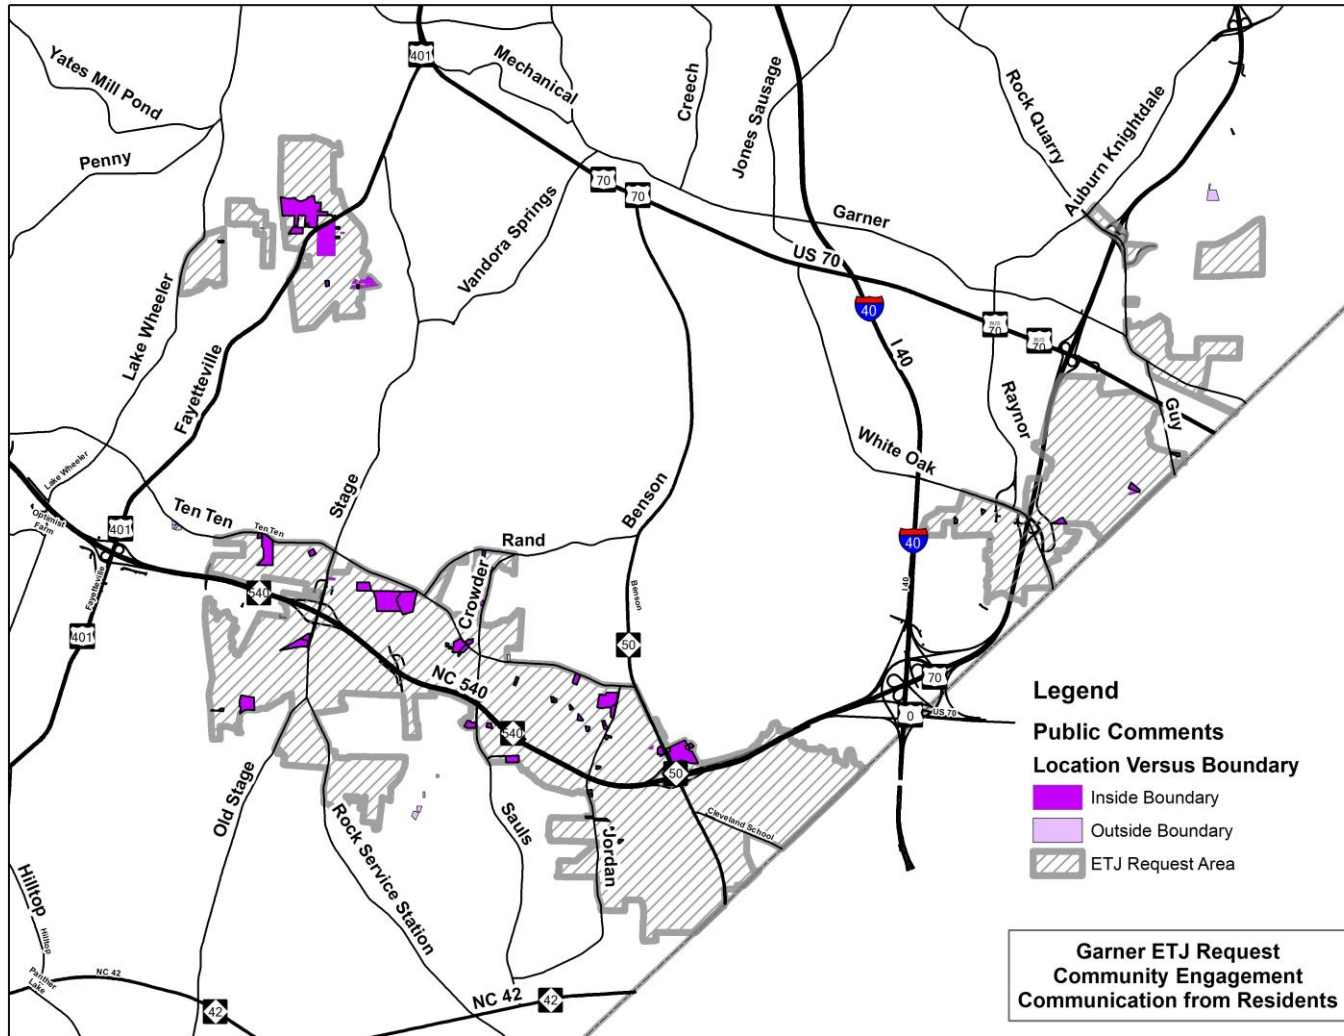 401
Yates Mill Pond
Mechanical
Creech
Jones Sausage
Rock Quarry
Auburn Knightdale
Penny
70
70
Vandora Springs
Garner
US 70
Lake Wheeler
40
I 40
BUS
70
BUS
70
Fayetteville
Raynor
Guy
White Oak
Lake Wheeler
Stage
Benson
Optimist
Farm
401
Ten Ten
Ten Ten
Rand
40
Fayetteville
540
Crowder
Benson
I 40
401
50
NC 540
70
0
US 70
540
50
Old Stage
Rock Service Station
Sauls
Jordan
Cleveland School
Hilltop
Hilltop
Panther
Lake
NC 42
42
NC 42
42
Legend
Public Comments
Location Versus Boundary
Inside Boundary
Outside Boundary
ETJ Request Area
Garner ETJ Request
Community Engagement
Communication from Residents